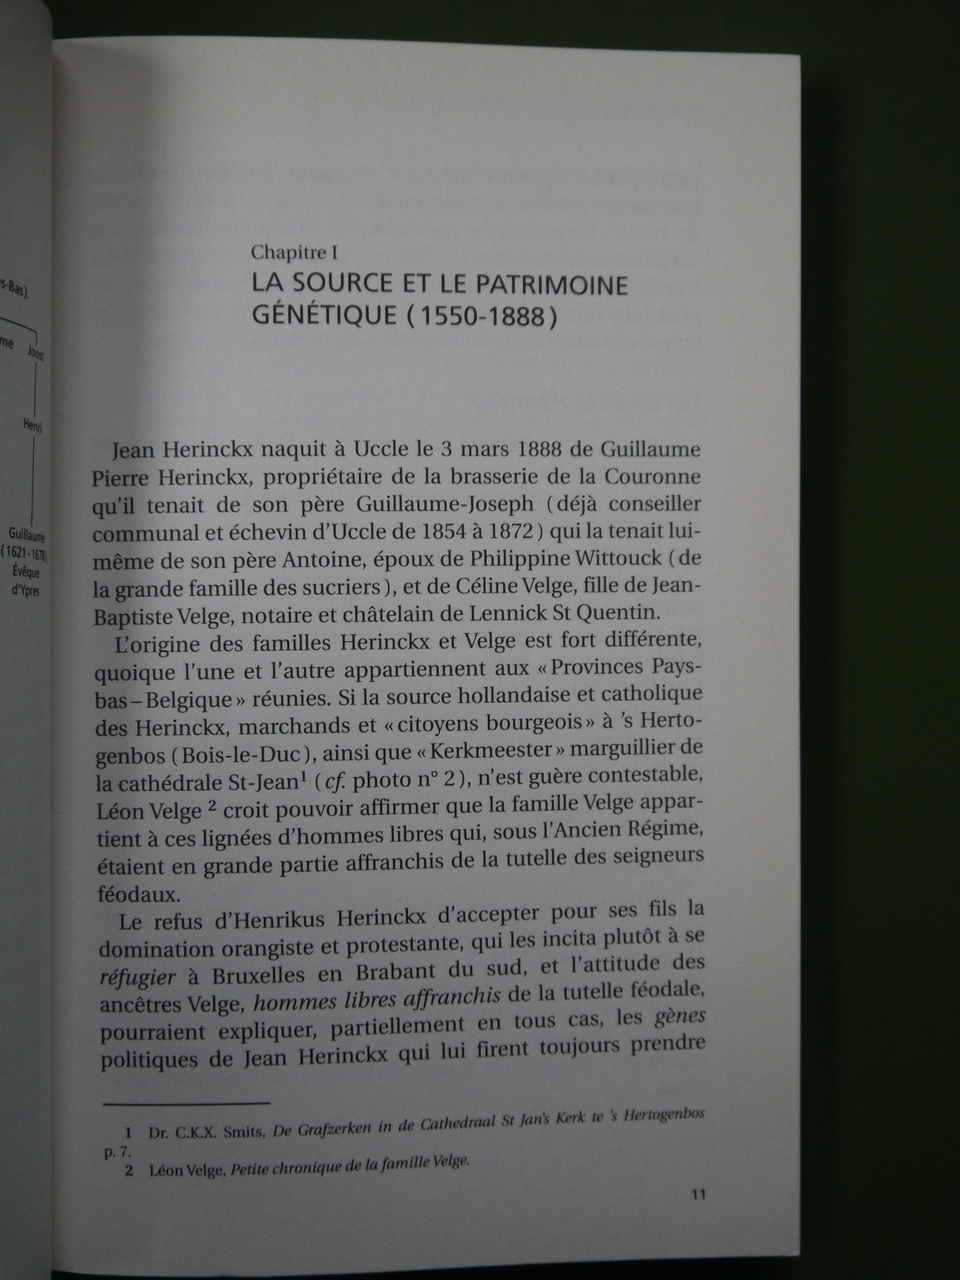 s-Bas).
me Joost
Henri
Guillaume
(1621-1678)
Évêque
d'Ypres
Chapitre I
LA SOURCE ET LE PATRIMOINE
GÉNÉTIQUE (1550-1888)
Jean Herinckx naquit à Uccle le 3 mars 1888 de Guillaume
Pierre Herinckx, propriétaire de la brasserie de la Couronne
qu'il tenait de son père Guillaume-Joseph (déjà conseiller
communal et échevin d'Uccle de 1854 à 1872) qui la tenait lui-
même de son père Antoine, époux de Philippine Wittouck (de
la grande famille des sucriers), et de Céline Velge, fille de Jean-
Baptiste Velge, notaire et châtelain de Lennick St Quentin.
L'origine des familles Herinckx et Velge est fort différente,
quoique l'une et l'autre appartiennent aux «Provinces Pays-
bas–Belgique» réunies. Si la source hollandaise et catholique
des Herinckx, marchands et «citoyens bourgeois» à 's Herto-
genbos (Bois-le-Duc), ainsi que «Kerkmeester» marguillier de
la cathédrale St-Jean¹ (cf. photo n° 2), n'est guère contestable,
Léon Velge ² croit pouvoir affirmer que la famille Velge appar-
tient à ces lignées d'hommes libres qui, sous l'Ancien Régime,
étaient en grande partie affranchis de la tutelle des seigneurs
féodaux.
Le refus d'Henrikus Herinckx d'accepter pour ses fils la
domination orangiste et protestante, qui les incita plutôt à se
réfugier à Bruxelles en Brabant du sud, et l'attitude des
ancêtres Velge, hommes libres affranchis de la tutelle féodale,
pourraient expliquer, partiellement en tous cas, les gènes
politiques de Jean Herinckx qui lui firent toujours prendre
1 Dr. C.K.X. Smits, De Grafzerken in de Cathedraal St Jan's Kerk te 's Hertogenbos
p. 7.
2 Léon Velge, Petite chronique de la famille Velge.
11